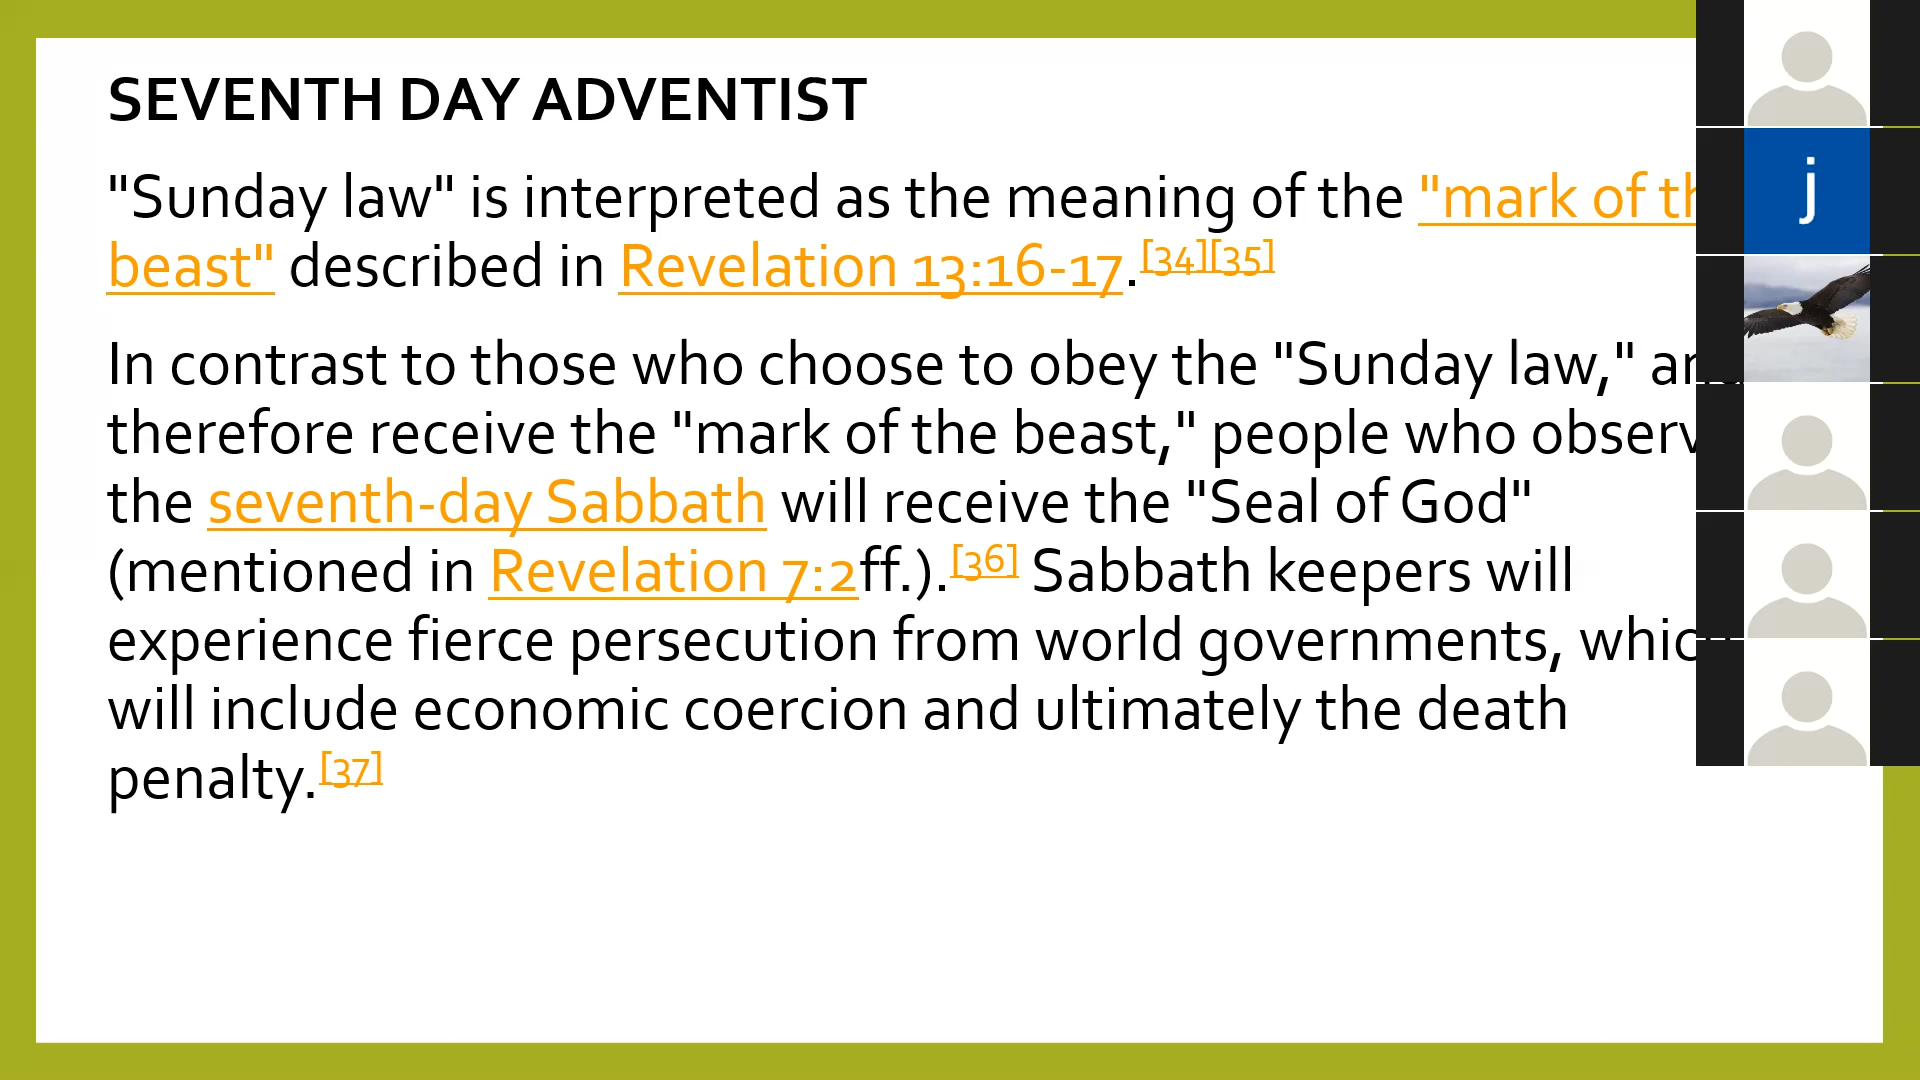 SEVENTH DAY ADVENTIST
"Sunday law" is interpreted as the meaning of the "mark of th
beast" described in Revelation 13:16-17.[34][35]
In contrast to those who choose to obey the "Sunday law," an
therefore receive the "mark of the beast," people who observ
the seventh-day Sabbath will receive the "Seal of God"
(mentioned in Revelation 7:2ff.).[36] Sabbath keepers will
experience fierce persecution from world governments, which
will include economic coercion and ultimately the death
penalty.[37]
j